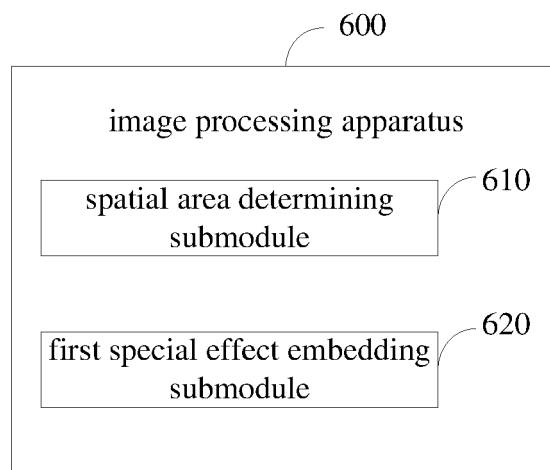 600
image processing apparatus
610
spatial area determining
submodule
620
first special effect embedding
submodule